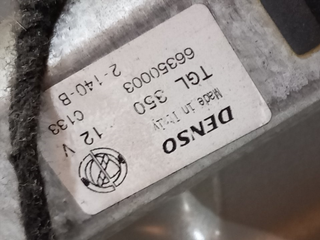 DENSO
Made in Italy
TGL 350
66350003
2-140-B
C133
12 V